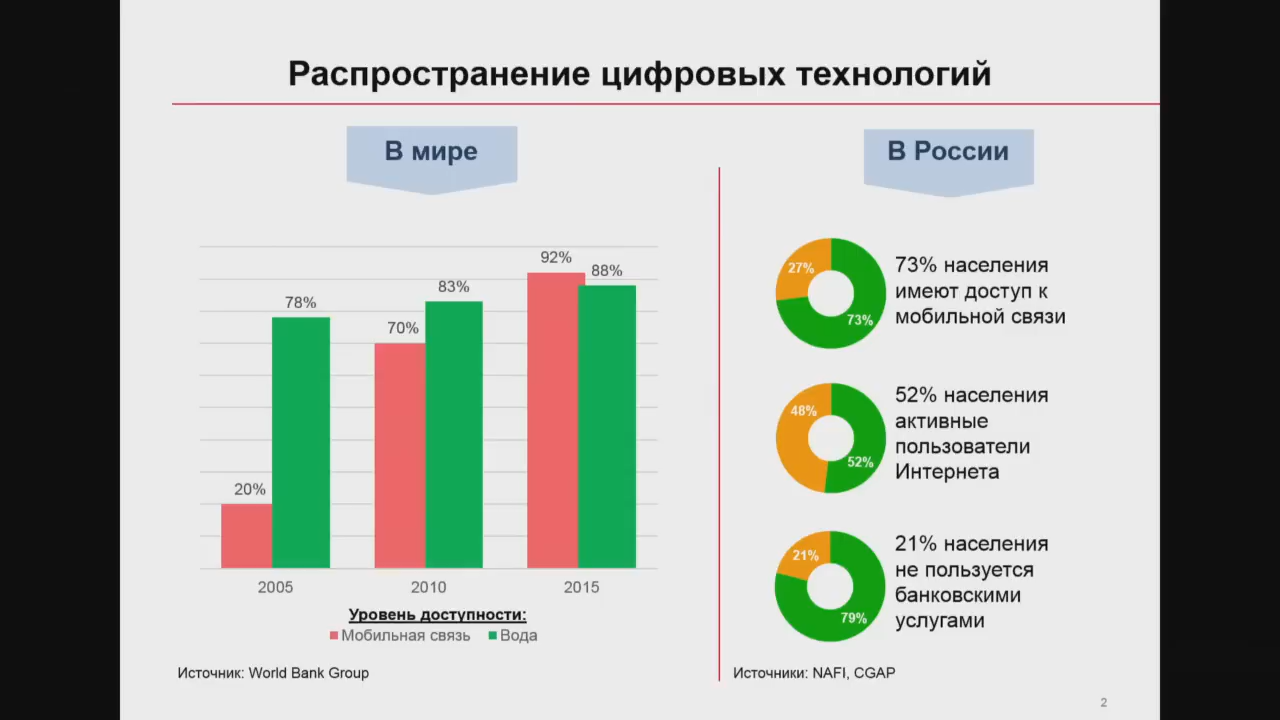 Распространение цифровых технологий
В мире
78%
20%
83%
70%
92%
88%
2005
2010
2015
Уровень доступности:
Мобильная связь
Вода
Источник: World Bank Group
В России
27%
73%
73% населения
имеют доступ к
мобильной связи
48%
52%
52% населения
активные
пользователи
Интернета
21%
79%
21% населения
не пользуется
банковскими
услугами
Источники: NAFI, CGAP
2